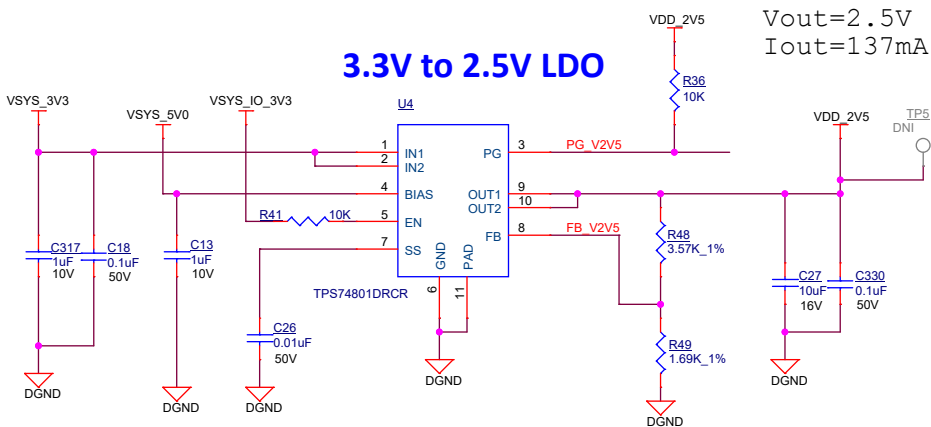 VDD_2V5
Vout=2.5V
Iout=137mA
3.3V to 2.5V LDO
R36
10K
VSYS_3V3
VSYS_5V0
VSYS_IO_3V3
U4
VDD_2V5
TP5
DNI
1
IN1
2
IN2
4
BIAS
5
EN
7
SS
R41
10K
PG
3
PG_V2V5
OUT1
9
OUT2
10
FB
8
FB_V2V5
GND
PAD
6
11
TPS74801DRCR
R48
3.57K_1%
R49
1.69K_1%
C317
1uF
10V
C18
0.1uF
50V
C13
1uF
10V
C26
0.01uF
50V
C27
10uF
16V
C330
0.1uF
50V
DGND
DGND
DGND
DGND
DGND
DGND